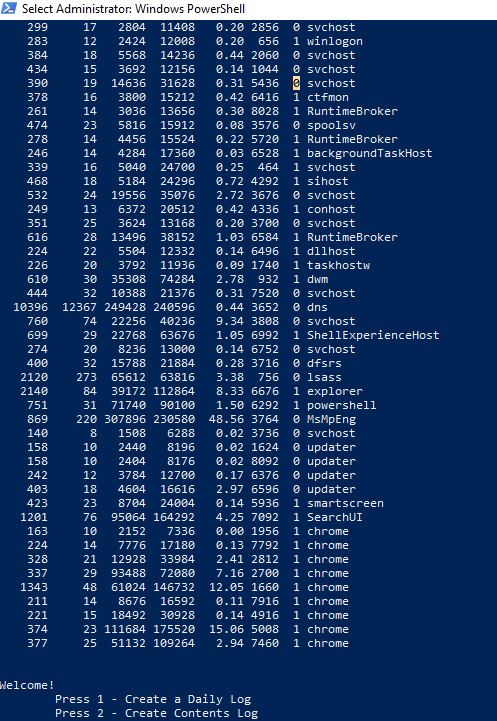 Select Administrator: Windows PowerShell
299 17 2804 11408 0.20 2856 0 svchost
283 12 2424 12008 0.20 656 1 winlogon
384 18 5568 14236 0.44 2060 0 svchost
434 15 3692 12156 0.14 1044 0 svchost
390 19 14636 31628 0.31 5436 0 svchost
378 16 3800 15212 0.42 6416 1 ctfmon
261 14 3036 13656 0.30 8028 1 RuntimeBroker
474 23 5816 15912 0.08 3576 0 spoolsv
278 14 4456 15524 0.22 5720 1 RuntimeBroker
246 14 4284 17360 0.03 6528 1 backgroundTaskHost
339 16 5040 24700 0.25 464 1 svchost
468 18 5184 24296 0.72 4292 1 sihost
532 24 19556 35076 2.72 3676 0 svchost
249 13 6372 20512 0.42 4336 1 conhost
351 25 3624 13168 0.20 3700 0 svchost
616 28 13496 38152 1.03 6584 1 RuntimeBroker
224 22 5504 12332 0.14 6496 1 dllhost
226 20 3792 11936 0.09 1740 1 taskhostw
610 30 35308 74284 2.78 932 1 dwm
444 32 10388 21376 0.31 7520 0 svchost
10396 12367 249428 240596 0.44 3652 0 dns
760 74 22256 40236 9.34 3808 0 svchost
699 29 22768 63676 1.05 6992 1 ShellExperienceHost
274 20 8236 13000 0.14 6752 0 svchost
400 32 15788 21884 0.28 3716 0 dfsrs
2120 273 65612 63816 3.38 756 0 lsass
2140 84 39172 112864 8.33 6676 1 explorer
751 31 71740 90100 1.50 6292 1 powershell
869 220 307896 230580 48.56 3764 0 MsMpEng
140 8 1508 6288 0.02 3736 0 svchost
158 10 2440 8196 0.02 1624 0 updater
158 10 2404 8176 0.02 8092 0 updater
242 12 3784 12700 0.17 6376 0 updater
403 18 4604 16616 2.97 6596 0 updater
423 23 8704 24004 0.14 5936 1 smartscreen
1201 76 95064 164292 4.25 7092 1 SearchUI
163 10 2152 7336 0.00 1956 1 chrome
224 14 7776 17180 0.13 7792 1 chrome
328 21 12928 33984 2.41 2812 1 chrome
337 29 93488 72080 7.16 2700 1 chrome
1343 48 61024 146732 12.05 1660 1 chrome
211 14 8676 16592 0.11 7916 1 chrome
221 15 18492 30928 0.14 4916 1 chrome
374 23 111684 175520 15.06 5008 1 chrome
377 25 51132 109264 2.94 7460 1 chrome
Welcome!
Press 1 - Create a Daily Log
Press 2 - Create Contents Log